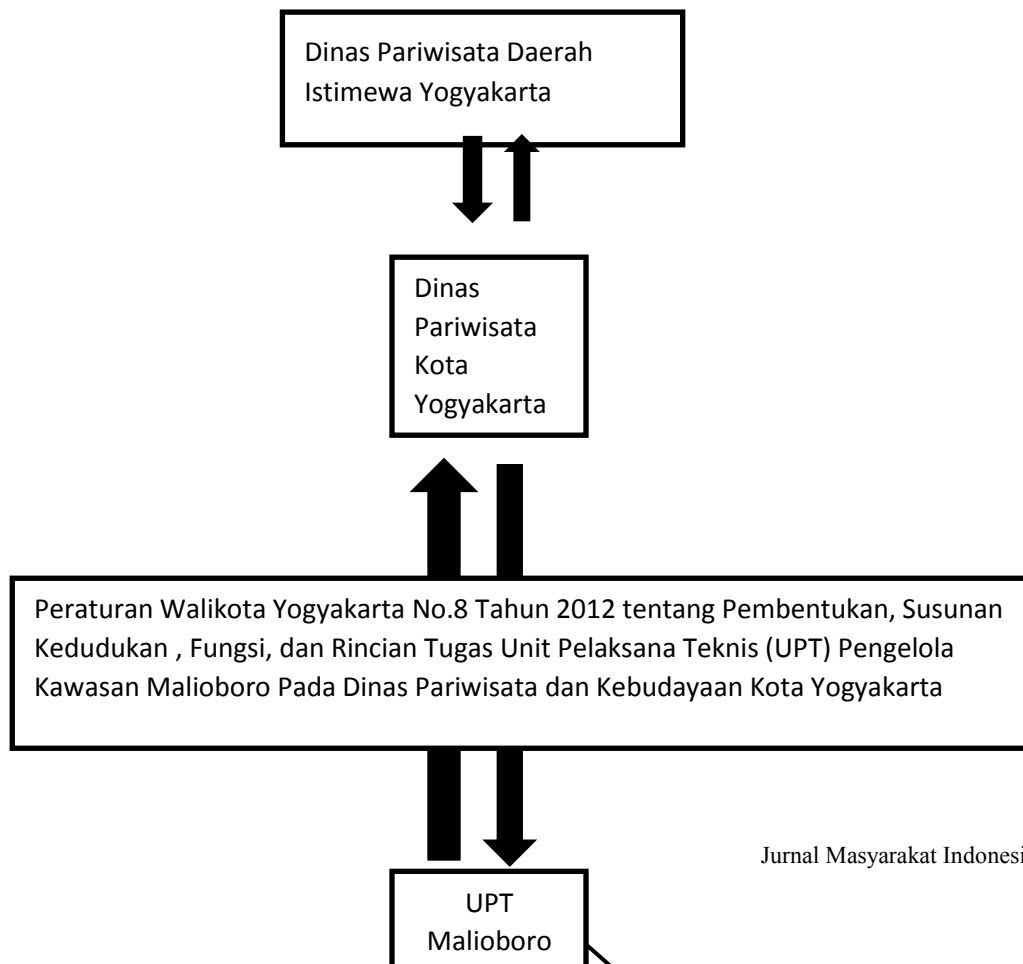 Dinas Pariwisata Daerah
Istimewa Yogyakarta
Dinas
Pariwisata
Kota
Yogyakarta
Peraturan Walikota Yogyakarta No.8 Tahun 2012 tentang Pembentukan, Susunan
Kedudukan , Fungsi, dan Rincian Tugas Unit Pelaksana Teknis (UPT) Pengelola
Kawasan Malioboro Pada Dinas Pariwisata dan Kebudayaan Kota Yogyakarta
Jurnal Masyarakat Indonesi
UPT
Malioboro